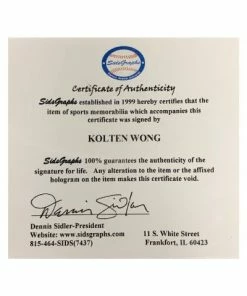 SidsGraphs
Certificate of Authenticity
SidsGraphs established in 1999 hereby certifies that the
item of sports memorabilia which accompanies this
certificate was signed by
KOLTEN WONG
SidsGraphs 100% guarantees the authenticity of the
signature for life. Any alteration to the item or the affixed
hologram on the item makes this certificate void.
Dennis Sidler
Dennis Sidler-President
Website:www.sidsgraphs.com
815-464-SIDS(7437)
11 S. White Street
Frankfort, IL 60423